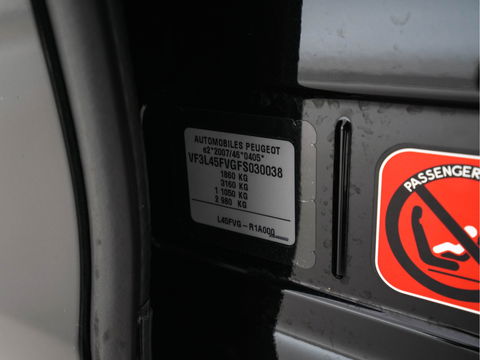 AUTOMOBILES PEUGEOT
e2*2007/46*0405*
VF3L45FVGFS030038
1860 KG
3160 KG
1 1050 KG
2 980 KG
L45FVG-R1A000
PASSENGER